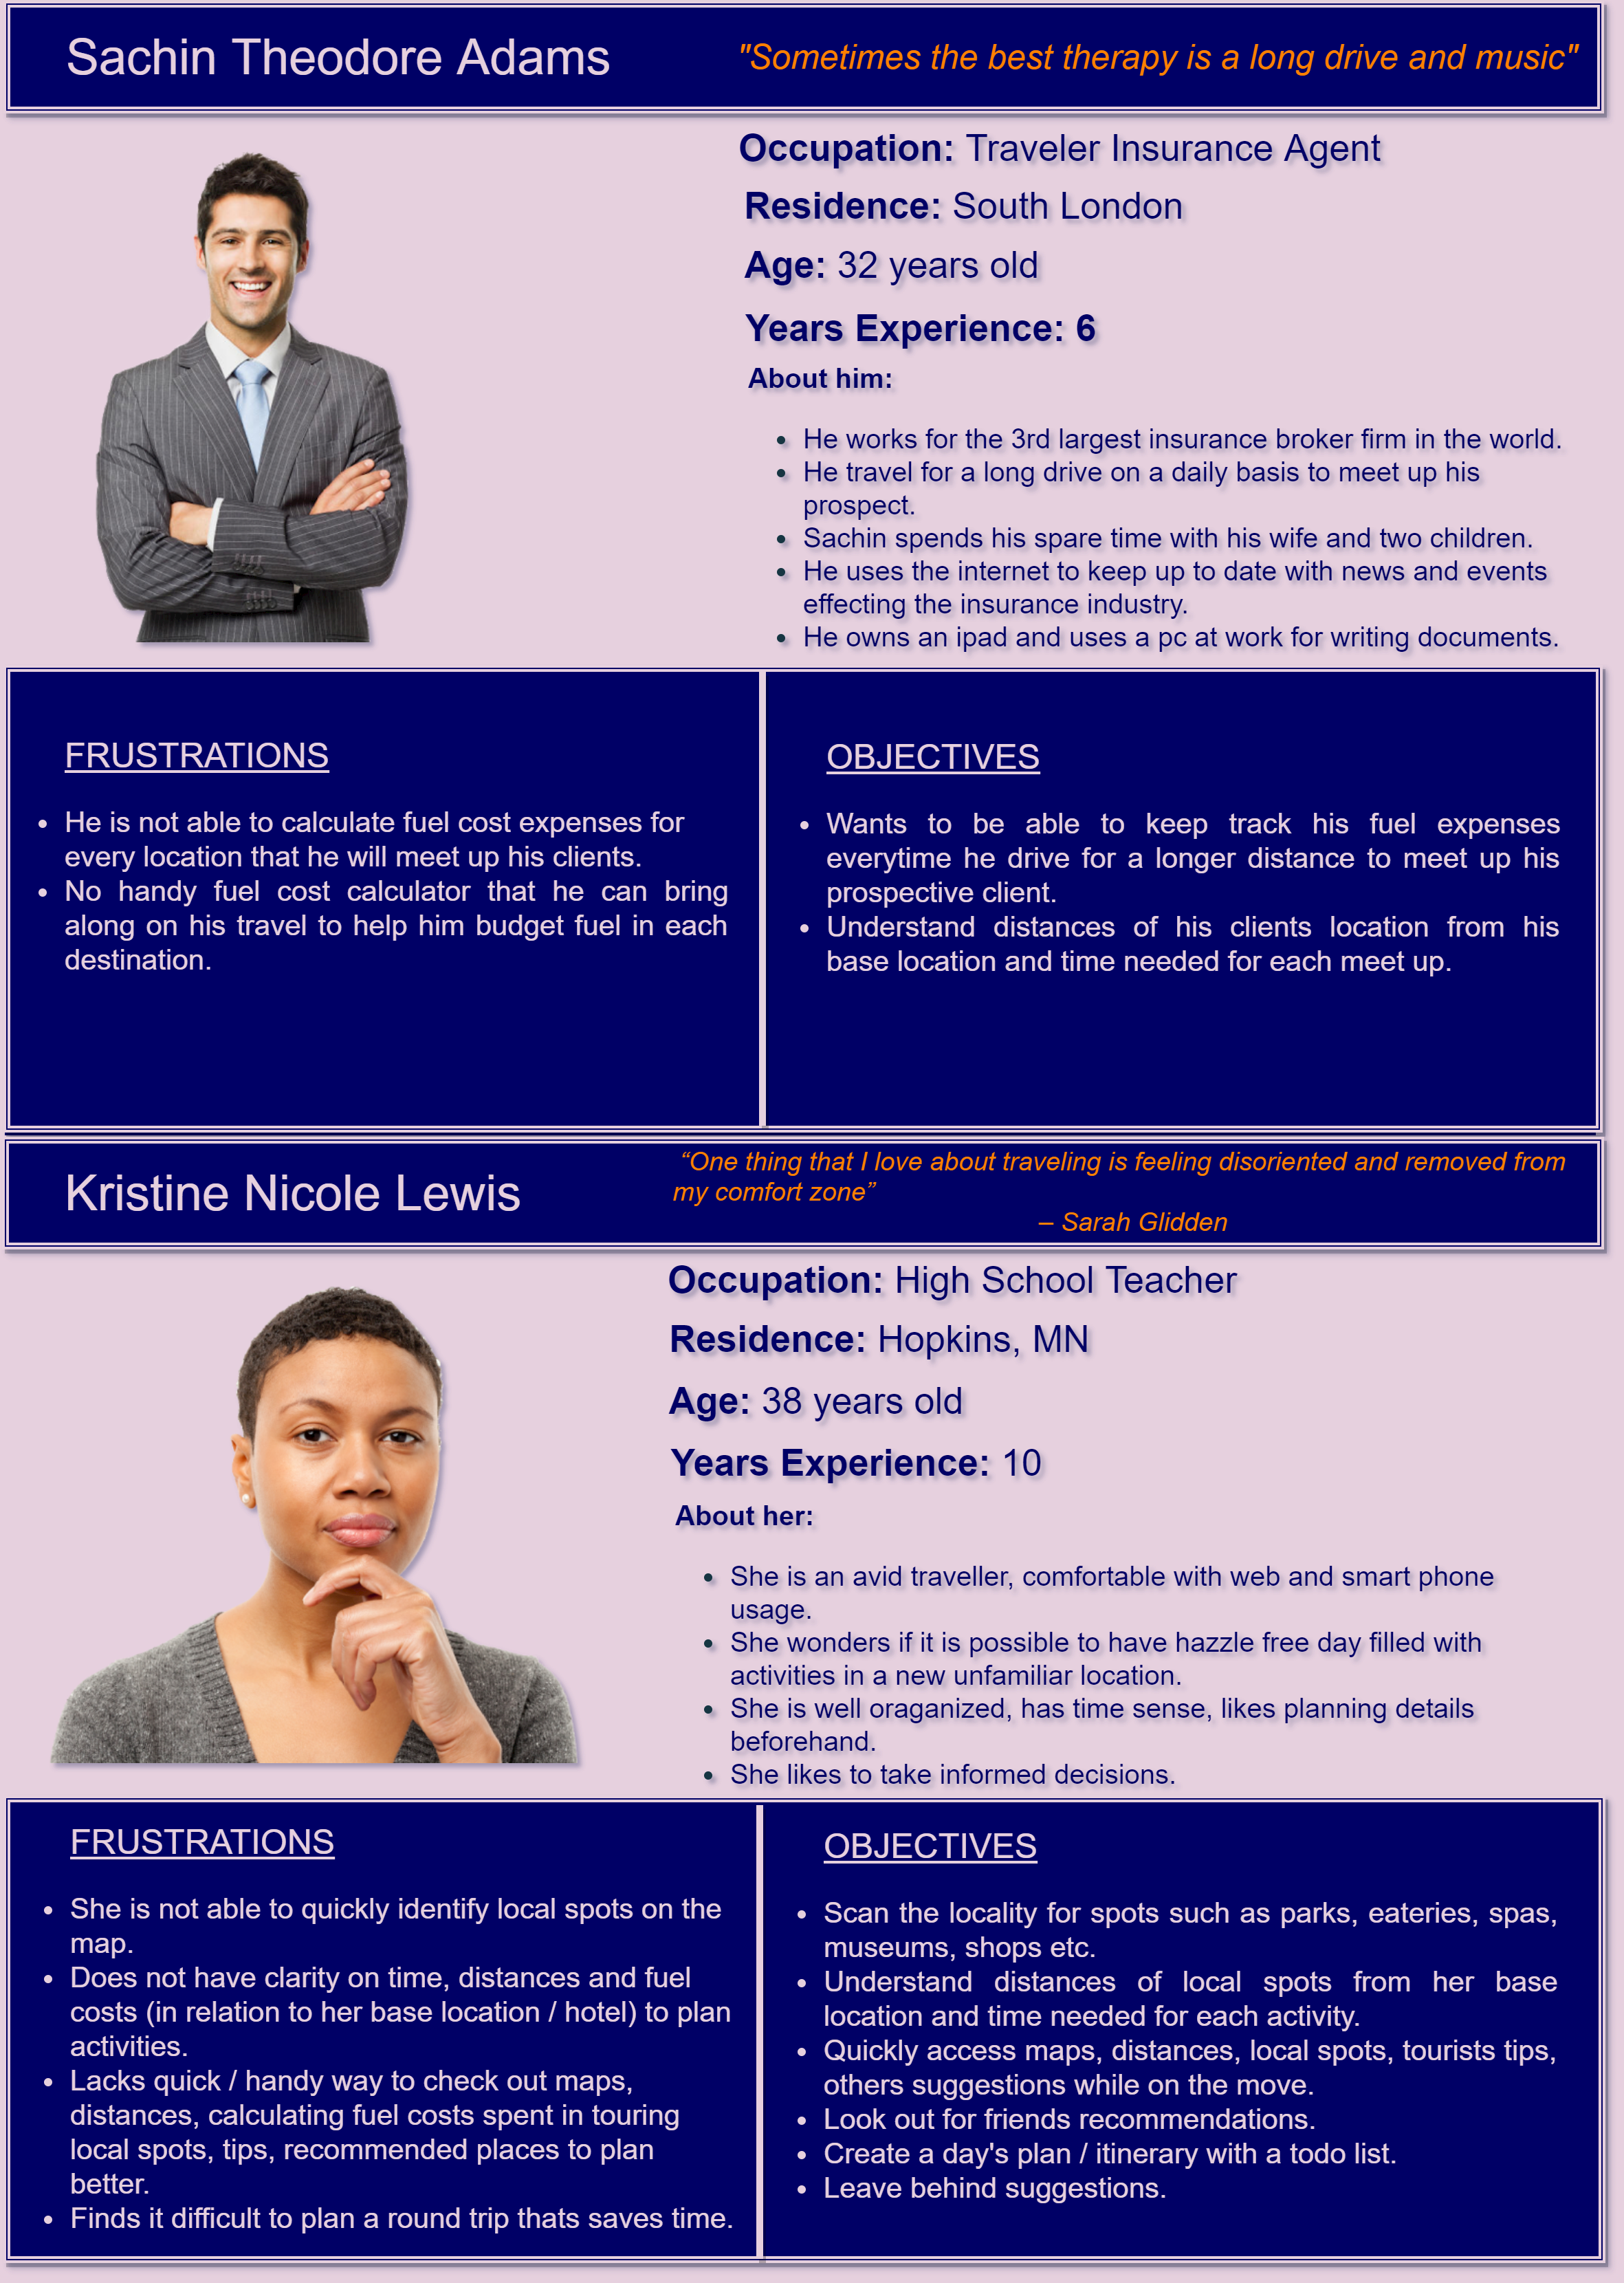 Sachin Theodore Adams
"Sometimes the best therapy is a long drive and music"
Occupation: Traveler Insurance Agent
Residence: South London
Age: 32 years old
Years Experience: 6
About him:
• He works for the 3rd largest insurance broker firm in the world.
• He travel for a long drive on a daily basis to meet up his
prospect.
• Sachin spends his spare time with his wife and two children.
• He uses the internet to keep up to date with news and events
effecting the insurance industry.
• He owns an ipad and uses a pc at work for writing documents.
FRUSTRATIONS
• He is not able to calculate fuel cost expenses for
every location that he will meet up his clients.
• No handy fuel cost calculator that he can bring
along on his travel to help him budget fuel in each
destination.
OBJECTIVES
• Wants to be able to keep track his fuel expenses
everytime he drive for a longer distance to meet up his
prospective client.
• Understand distances of his clients location from his
base location and time needed for each meet up.
Kristine Nicole Lewis
“One thing that I love about traveling is feeling disoriented and removed from
my comfort zone”
– Sarah Glidden
Occupation: High School Teacher
Residence: Hopkins, MN
Age: 38 years old
Years Experience: 10
About her:
• She is an avid traveller, comfortable with web and smart phone
usage.
• She wonders if it is possible to have hazzle free day filled with
activities in a new unfamiliar location.
• She is well oraganized, has time sense, likes planning details
beforehand.
• She likes to take informed decisions.
FRUSTRATIONS
• She is not able to quickly identify local spots on the
map.
• Does not have clarity on time, distances and fuel
costs (in relation to her base location / hotel) to plan
activities.
• Lacks quick / handy way to check out maps,
distances, calculating fuel costs spent in touring
local spots, tips, recommended places to plan
better.
• Finds it difficult to plan a round trip thats saves time.
OBJECTIVES
• Scan the locality for spots such as parks, eateries, spas,
museums, shops etc.
• Understand distances of local spots from her base
location and time needed for each activity.
• Quickly access maps, distances, local spots, tourists tips,
others suggestions while on the move.
• Look out for friends recommendations.
• Create a day's plan / itinerary with a todo list.
• Leave behind suggestions.